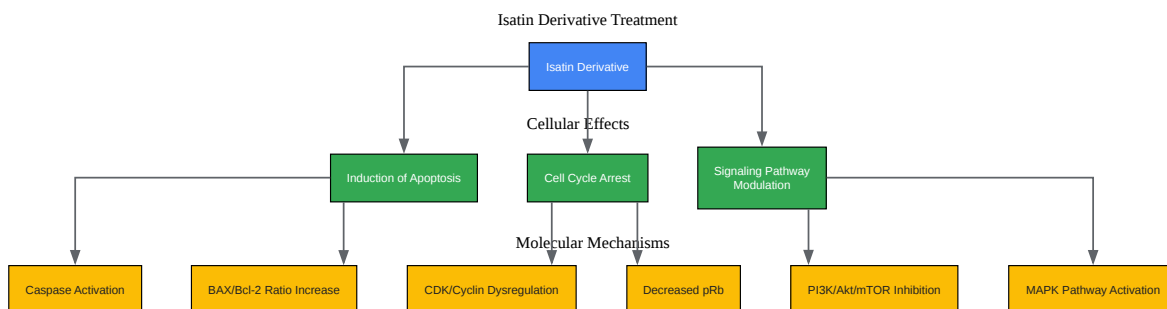 Isatin Derivative Treatment
Isatin Derivative
Cellular Effects
Induction of Apoptosis
Cell Cycle Arrest
Signaling Pathway
Modulation
Molecular Mechanisms
Caspase Activation
BAX/Bcl-2 Ratio Increase
CDK/Cyclin Dysregulation
Decreased pRb
PI3K/Akt/mTOR Inhibition
MAPK Pathway Activation